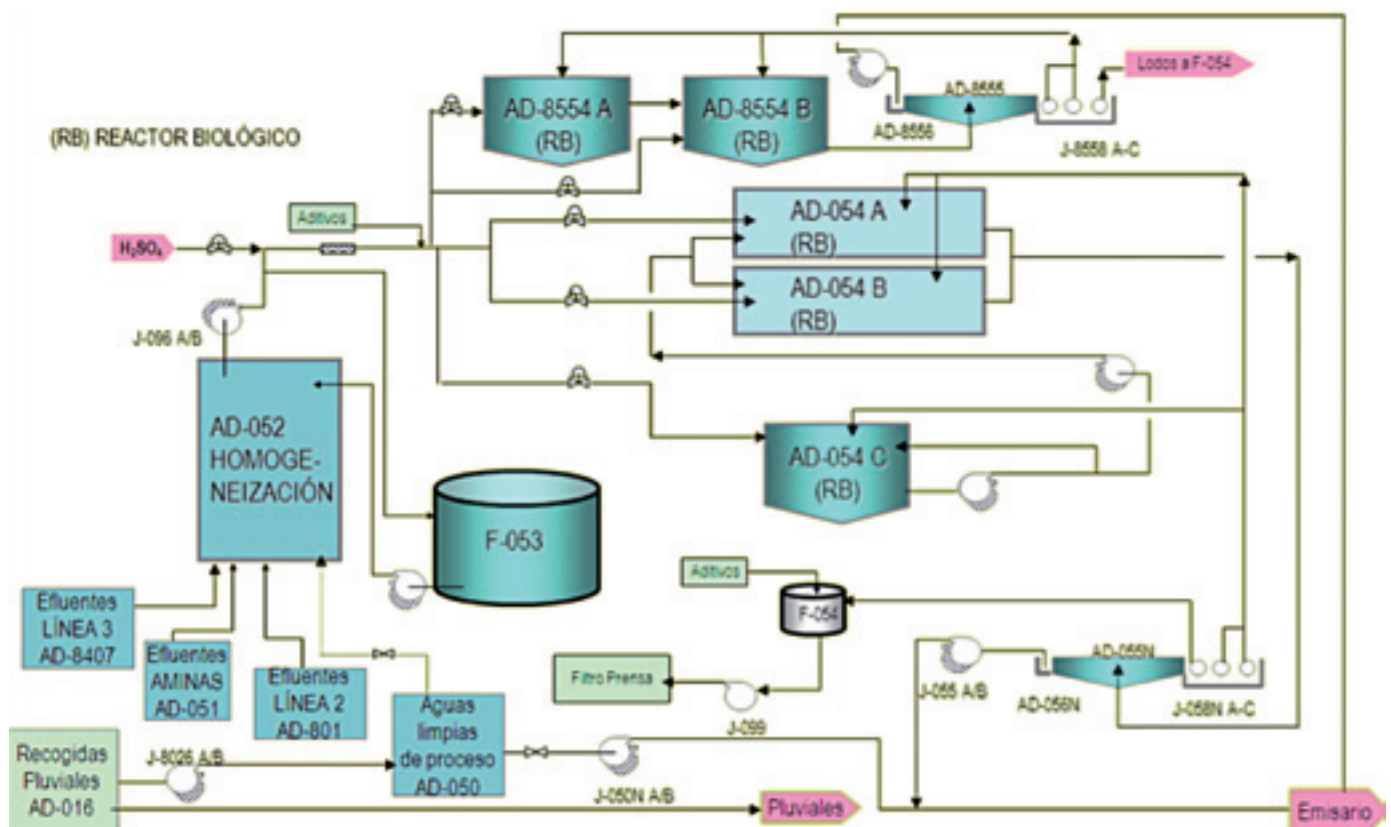 Lodos a F-054
AD-8555
AD-8554 A
(RB)
AD-8554 B
(RB)
AD-8556
J-8558 A-C
(RB) REACTOR BIOLÓGICO
Aditivos
H₂SO₄
AD-054 A
(RB)
AD-054 B
(RB)
J-096 A/B
AD-052
HOMOGE-
NEIZACIÓN
AD-054 C
(RB)
F-053
Aditivos
F-054
Efluentes
LÍNEA 3
AD-8407
Efluentes
AMINAS
AD-051
Efluentes
LÍNEA 2
AD-801
Filtro Prensa
J-099
AD-055N
J-055 A/B
AD-056N
J-058N A-C
Aguas
limpias
de proceso
AD-050
J-8026 A/B
Recogidas
Pluviales
AD-016
J-050N A/B
Pluviales
Emisario